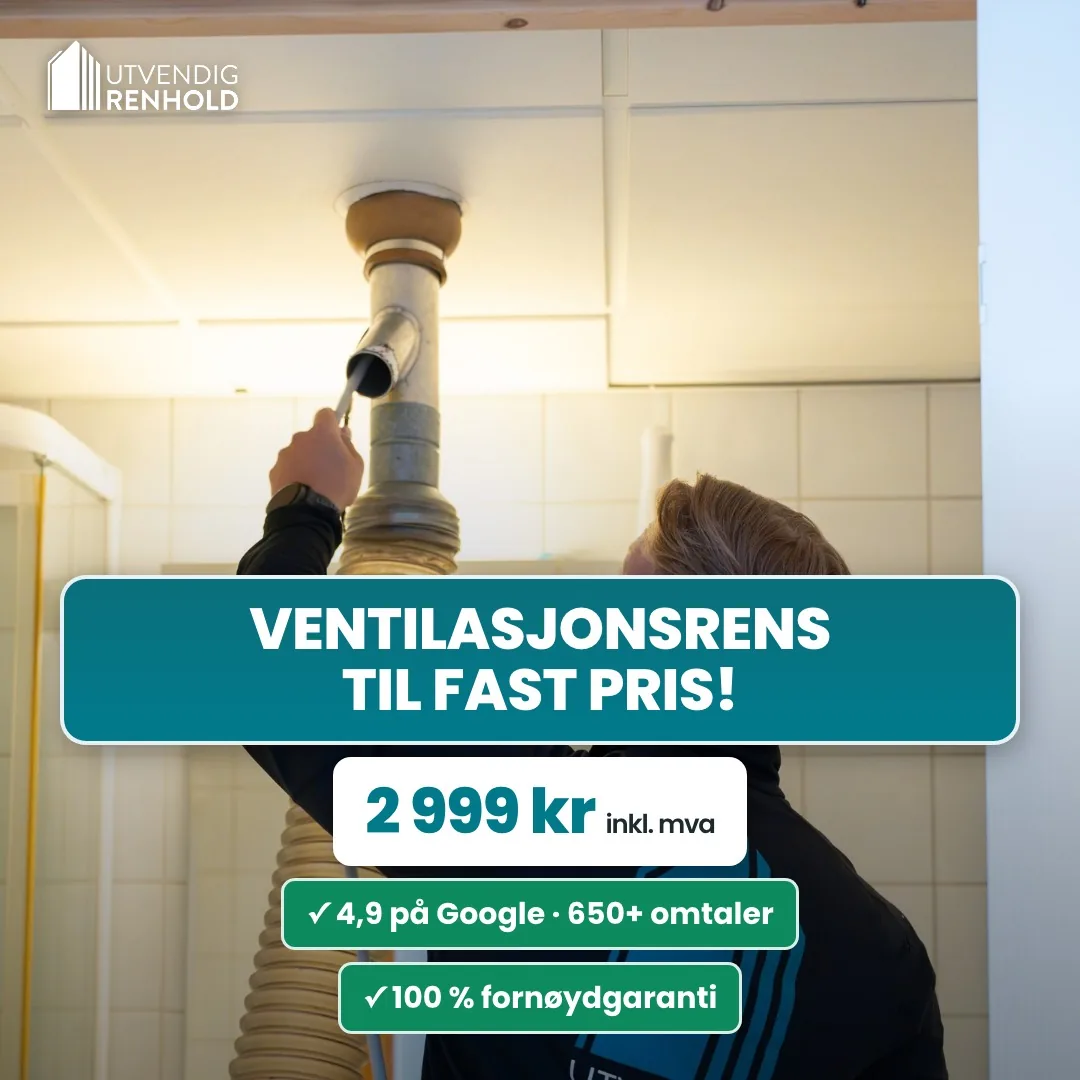 UTVENDIG
RENHOLD
VENTILASJONSRENS
TIL FAST PRIS!
2 999 kr inkl. mva
✓ 4,9 på Google · 650+ omtaler
✓ 100 % fornøydgaranti